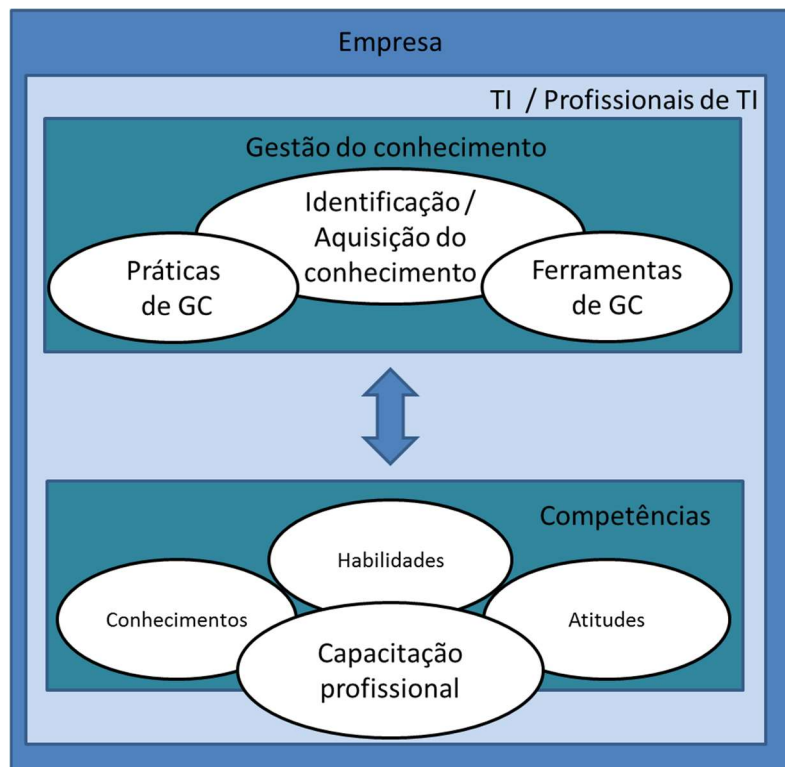 Empresa
TI / Profissionais de TI
Gestão do conhecimento
Identificação /
Aquisição do
conhecimento
Práticas
de GC
Ferramentas
de GC
Competências
Habilidades
Conhecimentos
Atitudes
Capacitação
profissional